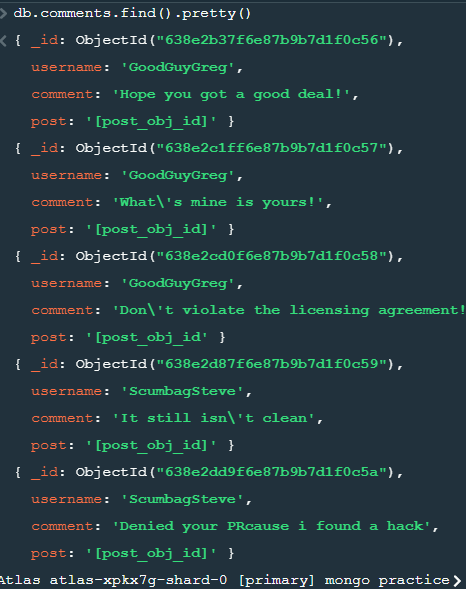 > db.comments.find().pretty()
< { _id: ObjectId("638e2b37f6e87b9b7d1f0c56"),
username: 'GoodGuyGreg',
comment: 'Hope you got a good deal!',
post: '[post_obj_id]' }
{ _id: ObjectId("638e2c1ff6e87b9b7d1f0c57"),
username: 'GoodGuyGreg',
comment: 'What\'s mine is yours!',
post: '[post_obj_id]' }
{ _id: ObjectId("638e2cd0f6e87b9b7d1f0c58"),
username: 'GoodGuyGreg',
comment: 'Don\'t violate the licensing agreement!
post: '[post_obj_id' }
{ _id: ObjectId("638e2d87f6e87b9b7d1f0c59"),
username: 'ScumbagSteve',
comment: 'It still isn\'t clean',
post: '[post_obj_id]' }
{ _id: ObjectId("638e2dd9f6e87b9b7d1f0c5a"),
username: 'ScumbagSteve',
comment: 'Denied your PRcause i found a hack',
post: '[post_obj_id]' }
Atlas atlas-xpkx7g-shard-0 [primary] mongo practice>